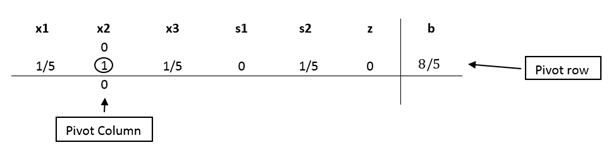 x1 x2 x3 s1 s2 z b
0
1/5 1 1/5 0 1/5 0 8/5
Pivot row
0
Pivot Column